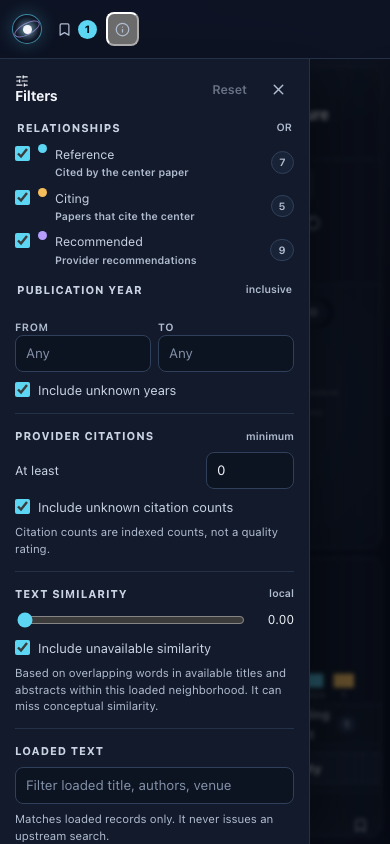 1
Filters
Reset
RELATIONSHIPS OR
Reference 7
Cited by the center paper
Citing 5
Papers that cite the center
Recommended 9
Provider recommendations
PUBLICATION YEAR inclusive
FROM TO
Any Any
Include unknown years
PROVIDER CITATIONS minimum
At least 0
Include unknown citation counts
Citation counts are indexed counts, not a quality
rating.
TEXT SIMILARITY local
0.00
Include unavailable similarity
Based on overlapping words in available titles and
abstracts within this loaded neighborhood. It can
miss conceptual similarity.
LOADED TEXT
Filter loaded title, authors, venue
Matches loaded records only. It never issues an
upstream search.